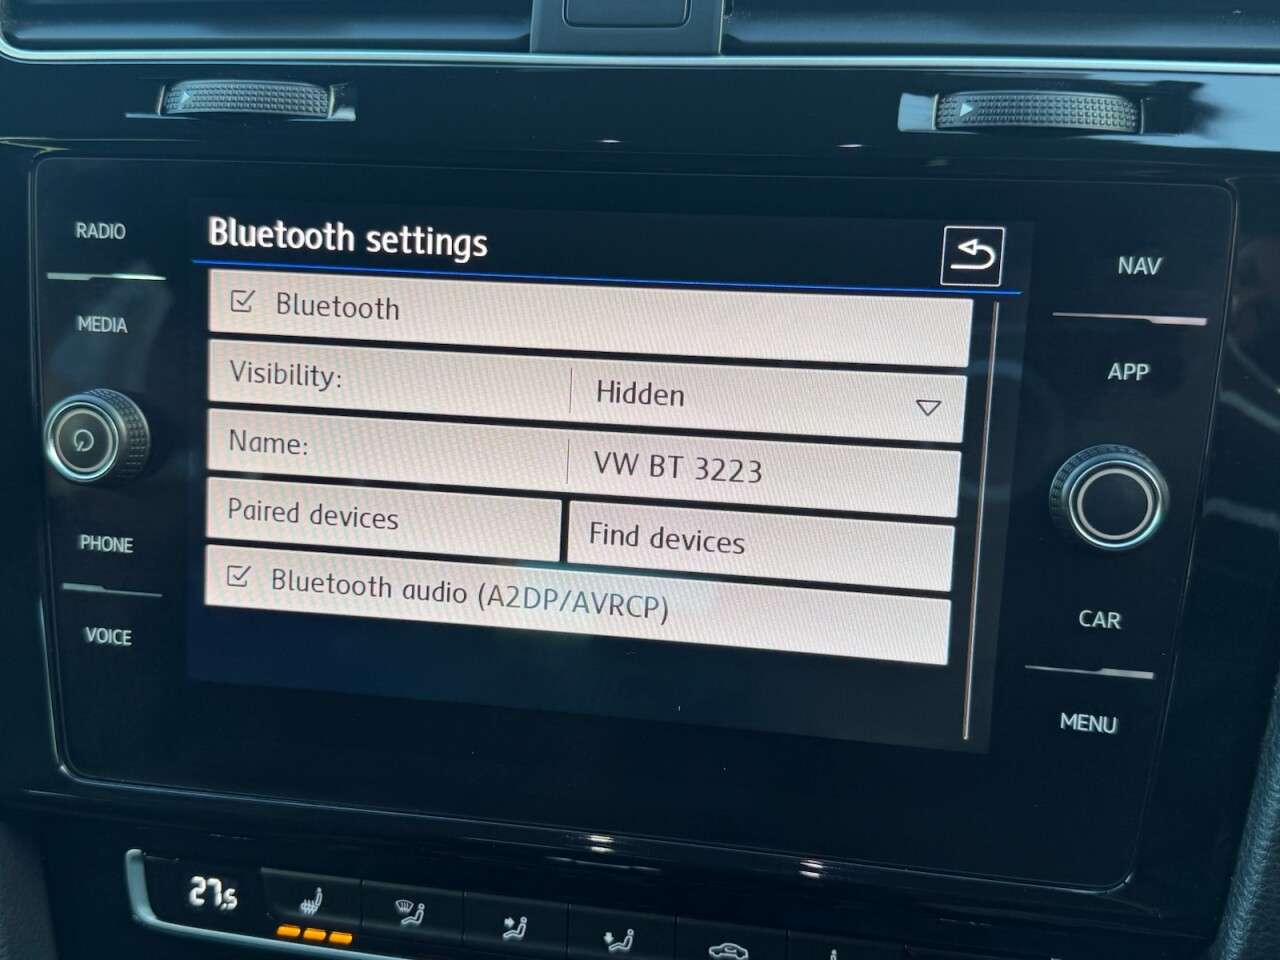 RADIO
MEDIA
PHONE
VOICE
Bluetooth settings
Bluetooth
Visibility: Hidden
Name: VW BT 3223
Paired devices Find devices
Bluetooth audio (A2DP/AVRCP)
NAV
APP
CAR
MENU
27,5